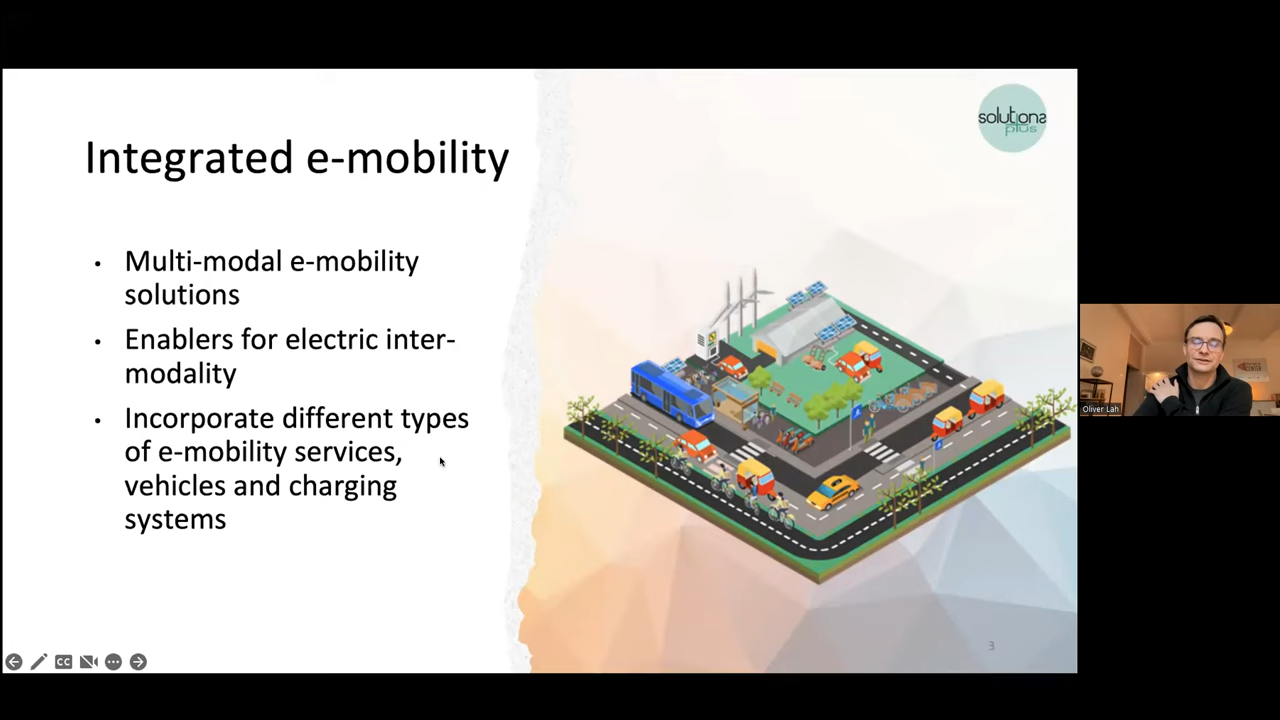 solutions
plus
Integrated e-mobility
• Multi-modal e-mobility
solutions
• Enablers for electric inter-
modality
• Incorporate different types
of e-mobility services,
vehicles and charging
systems
Oliver Lah
3
CC